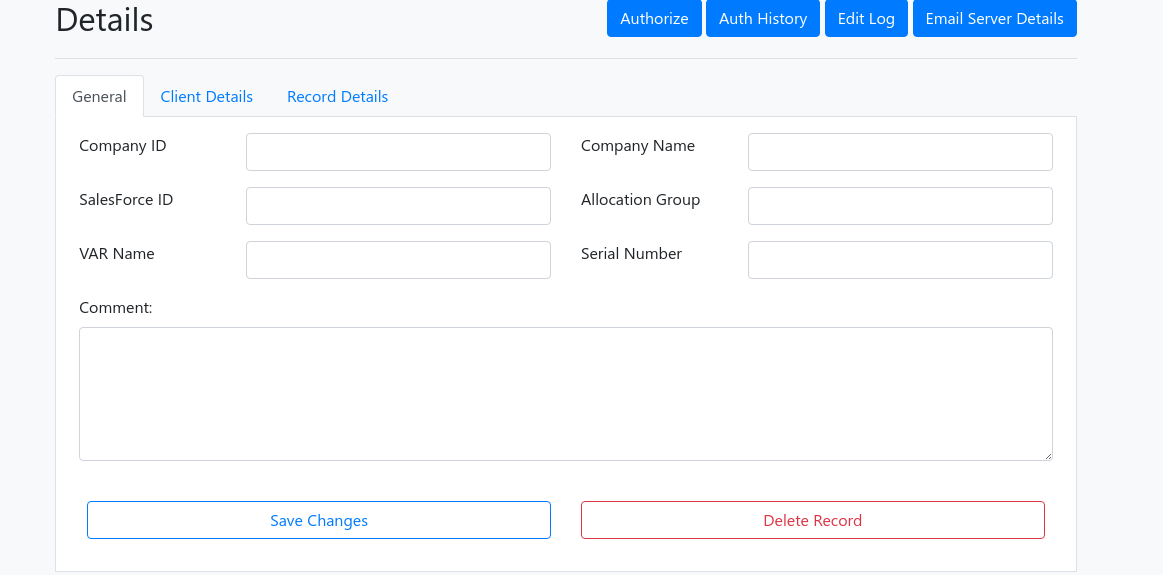 Details
Authorize Auth History Edit Log Email Server Details
General Client Details Record Details
Company ID Company Name
SalesForce ID Allocation Group
VAR Name Serial Number
Comment:
Save Changes Delete Record